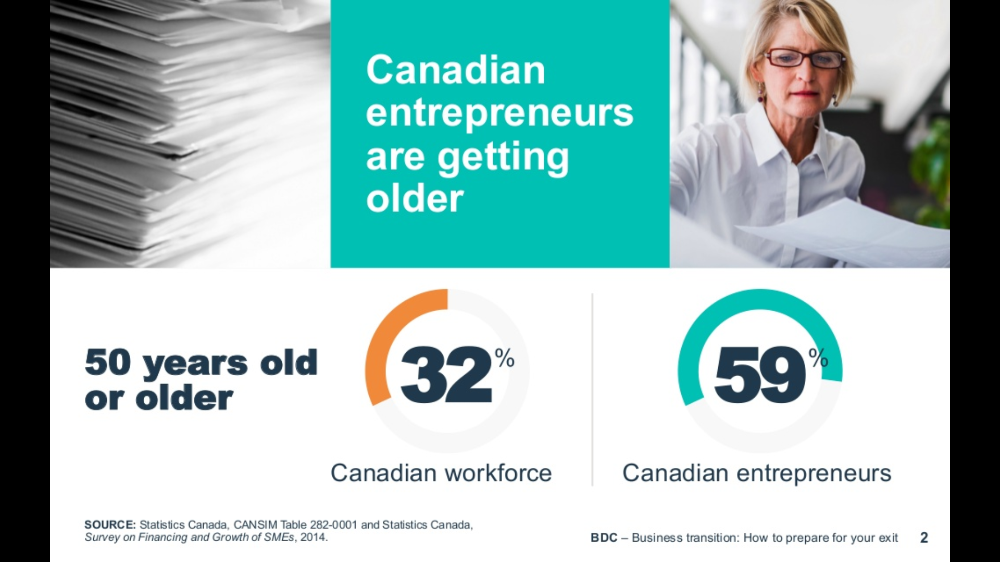 Canadian
entrepreneurs
are getting
older
50 years old
or older
32%
Canadian workforce
59%
Canadian entrepreneurs
SOURCE: Statistics Canada, CANSIM Table 282-0001 and Statistics Canada,
Survey on Financing and Growth of SMEs, 2014.
BDC – Business transition: How to prepare for your exit 2